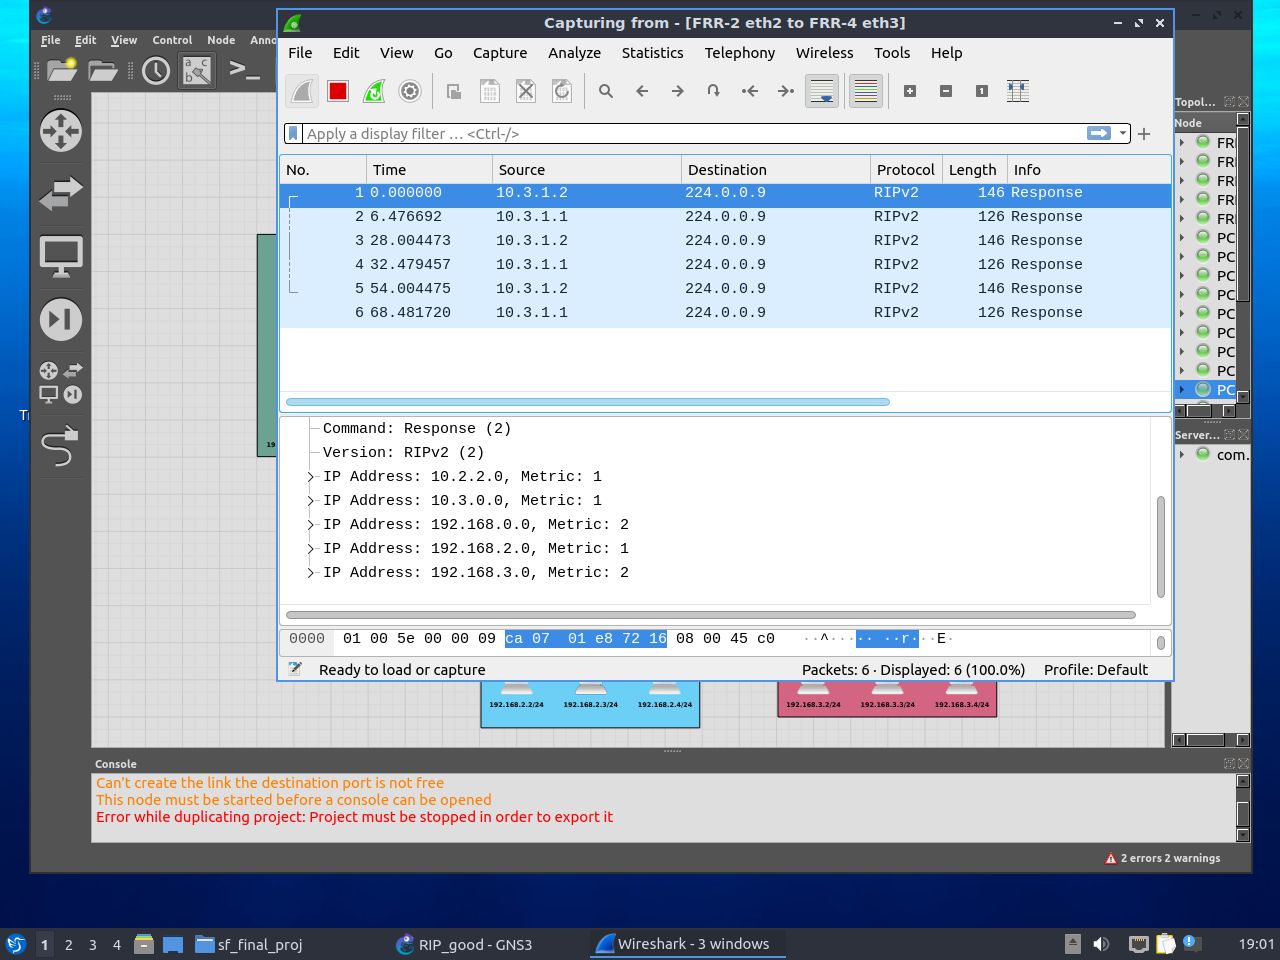 Capturing from - [FRR-2 eth2 to FRR-4 eth3]
File Edit View Control Node
File Edit View Go Capture Analyze Statistics Telephony Wireless Tools Help
Apply a display filter … <Ctrl-/>
No. Time Source Destination Protocol Length Info
1 0.000000 10.3.1.2 224.0.0.9 RIPv2 146 Response
2 6.476692 10.3.1.1 224.0.0.9 RIPv2 126 Response
3 28.004473 10.3.1.2 224.0.0.9 RIPv2 146 Response
4 32.479457 10.3.1.1 224.0.0.9 RIPv2 126 Response
5 54.004475 10.3.1.2 224.0.0.9 RIPv2 146 Response
6 68.481720 10.3.1.1 224.0.0.9 RIPv2 126 Response
Command: Response (2)
Version: RIPv2 (2)
IP Address: 10.2.2.0, Metric: 1
IP Address: 10.3.0.0, Metric: 1
IP Address: 192.168.0.0, Metric: 2
IP Address: 192.168.2.0, Metric: 1
IP Address: 192.168.3.0, Metric: 2
0000 01 00 5e 00 00 09 ca 07 01 e8 72 16 08 00 45 c0 ··^··· ·· ··r· ··E·
Ready to load or capture Packets: 6 · Displayed: 6 (100.0%) Profile: Default
Topol...
Node
FR
FR
FR
FR
FR
PC
PC
PC
PC
PC
PC
PC
PC
PC
Server...
com.
192.168.2.2/24 192.168.2.3/24 192.168.2.4/24
192.168.3.2/24 192.168.3.3/24 192.168.3.4/24
Console
Can't create the link the destination port is not free
This node must be started before a console can be opened
Error while duplicating project: Project must be stopped in order to export it
2 errors 2 warnings
1 2 3 4 sf_final_proj RIP_good - GNS3 Wireshark - 3 windows 19:01